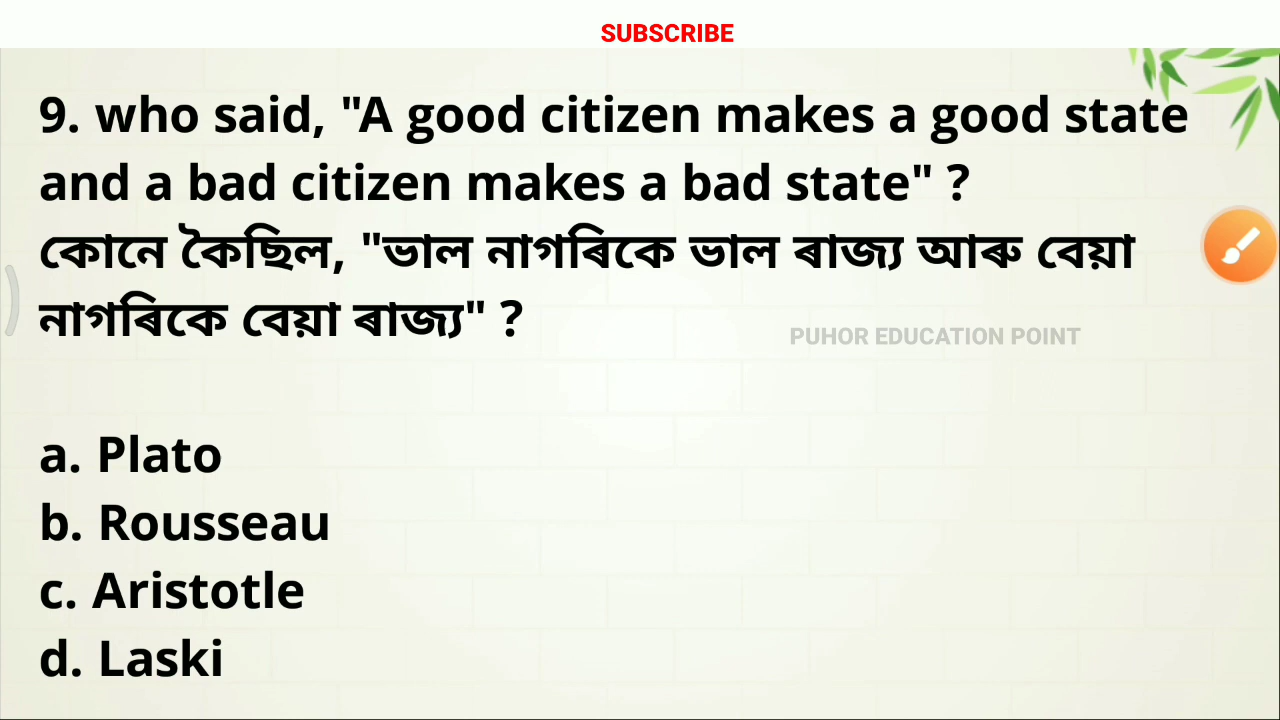 SUBSCRIBE
9. who said, "A good citizen makes a good state
and a bad citizen makes a bad state" ?
কোনে কৈছিল, "ভাল নাগৰিকে ভাল ৰাজ্য আৰু বেয়া
নাগৰিকে বেয়া ৰাজ্য" ?
PUHOR EDUCATION POINT
a. Plato
b. Rousseau
c. Aristotle
d. Laski